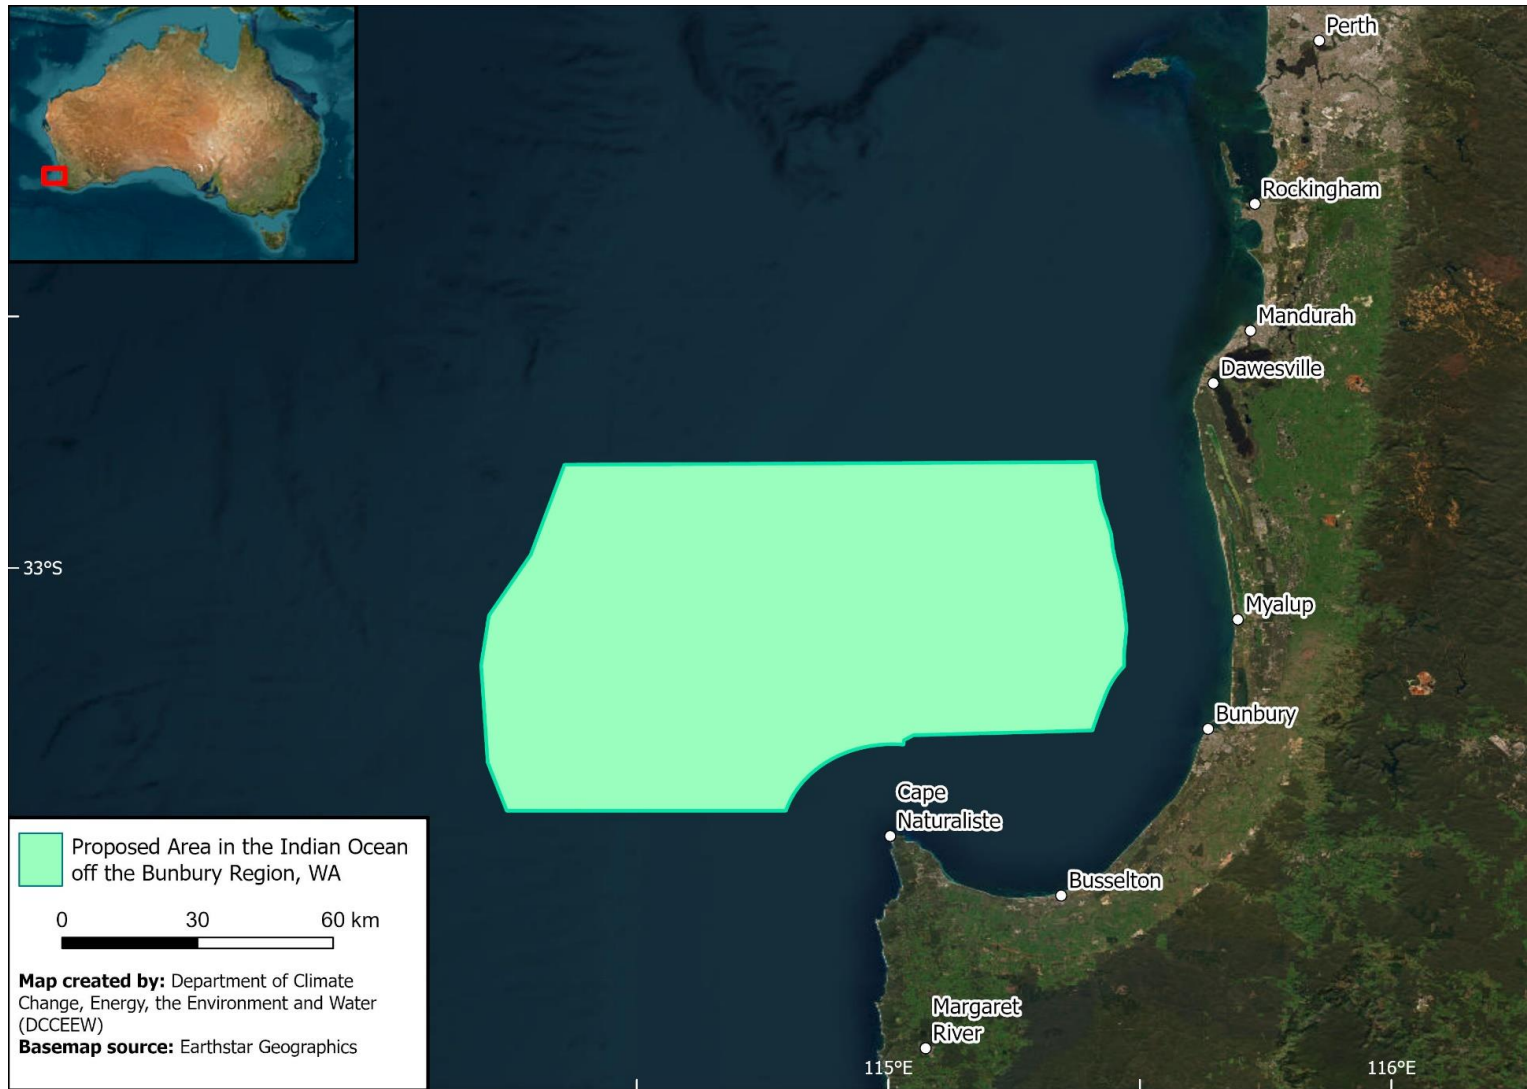 Perth
Rockingham
Mandurah
Dawesville
33°S
Myalup
Bunbury
Cape
Naturaliste
Busselton
Margaret
River
115°E
116°E
Proposed Area in the Indian Ocean
off the Bunbury Region, WA
0 30 60 km
Map created by: Department of Climate
Change, Energy, the Environment and Water
(DCCEEW)
Basemap source: Earthstar Geographics